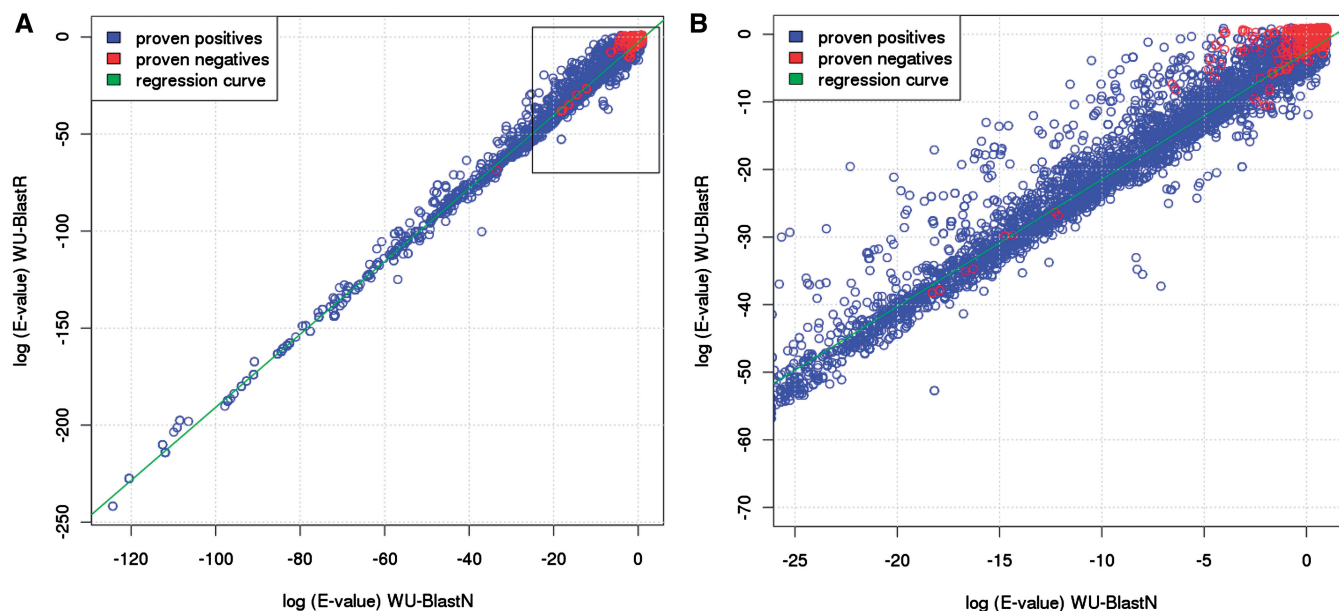 A
proven positives
proven negatives
regression curve
0
-50
-100
-150
-200
-250
log (E-value) WU-BlastR
-120
-100
-80
-60
-40
-20
0
log (E-value) WU-BlastN
B
proven positives
proven negatives
regression curve
0
-10
-20
-30
-40
-50
-60
-70
log (E-value) WU-BlastR
-25
-20
-15
-10
-5
0
log (E-value) WU-BlastN